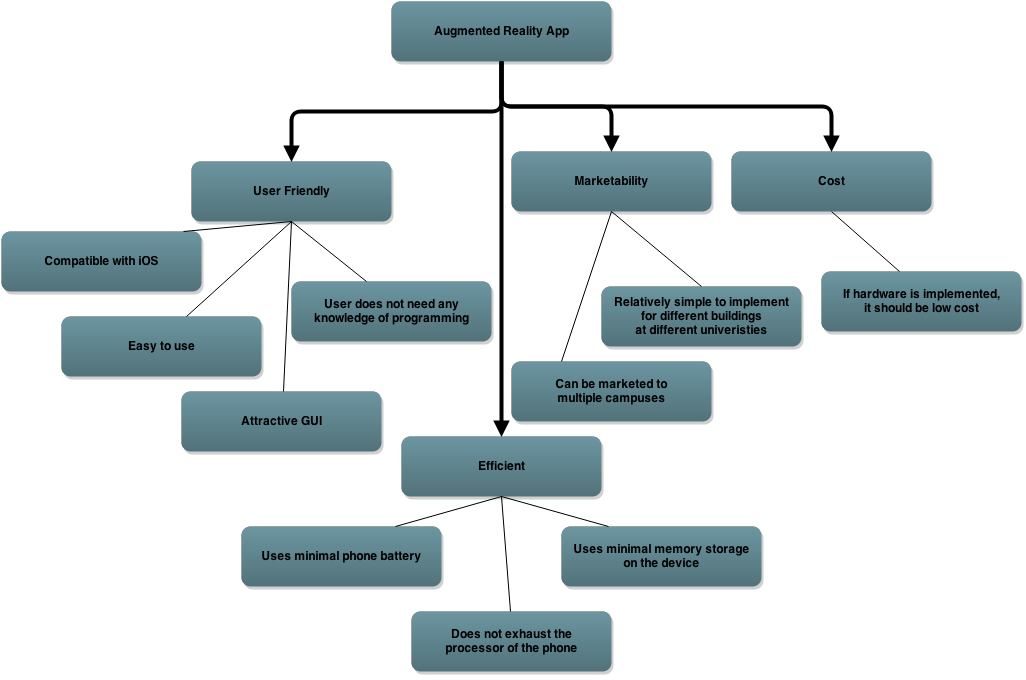 Augmented Reality App
User Friendly
Marketability
Cost
Compatible with iOS
User does not need any
knowledge of programming
Relatively simple to implement
for different buildings
at different univeristies
If hardware is implemented,
it should be low cost
Easy to use
Can be marketed to
multiple campuses
Attractive GUI
Efficient
Uses minimal phone battery
Uses minimal memory storage
on the device
Does not exhaust the
processor of the phone